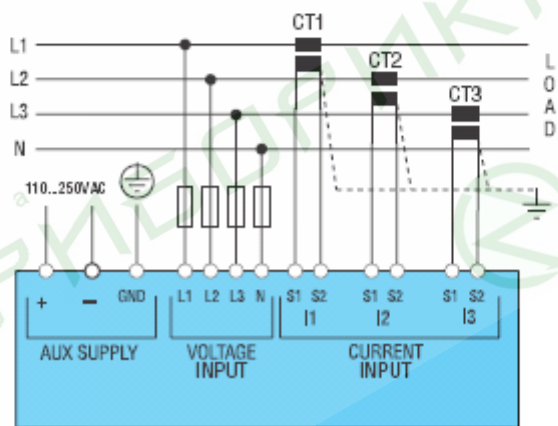 CT1
L1
CT2
L2
CT3
L3
N
LOAD
110...250VAC
+ − GND L1 L2 L3 N S1 S2 S1 S2 S1 S2
I1 I2 I3
AUX SUPPLY
VOLTAGE
INPUT
CURRENT
INPUT